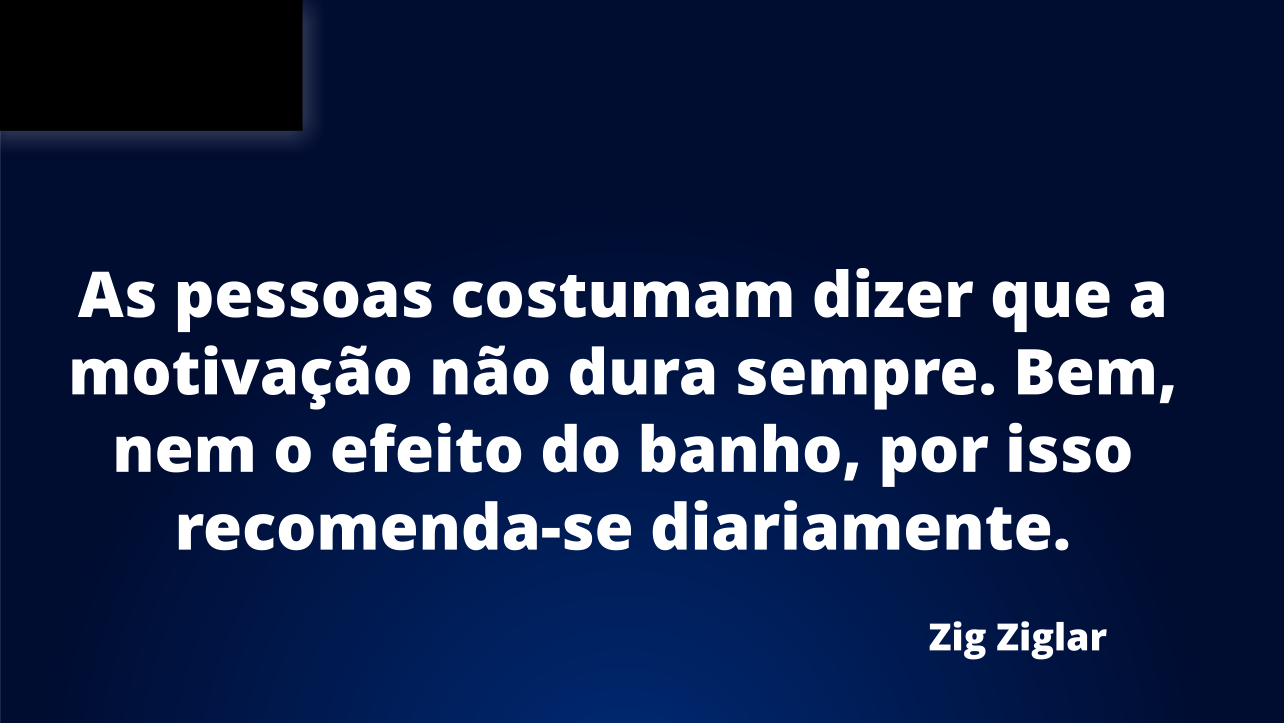 As pessoas costumam dizer que a
motivação não dura sempre. Bem,
nem o efeito do banho, por isso
recomenda-se diariamente.
Zig Ziglar